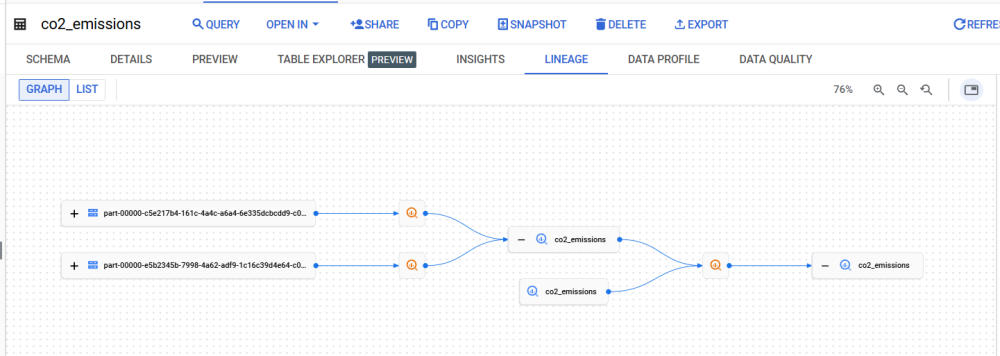 co2_emissions QUERY OPEN IN SHARE COPY SNAPSHOT DELETE EXPORT REFRE
SCHEMA DETAILS PREVIEW TABLE EXPLORER PREVIEW INSIGHTS LINEAGE DATA PROFILE DATA QUALITY
GRAPH LIST 76%
part-00000-c5e217b4-161c-4a4c-a6a4-6e335dcbcdd9-c0...
co2_emissions
part-00000-e5b2345b-7998-4a62-adf9-1c16c39d4e64-c0...
co2_emissions
co2_emissions